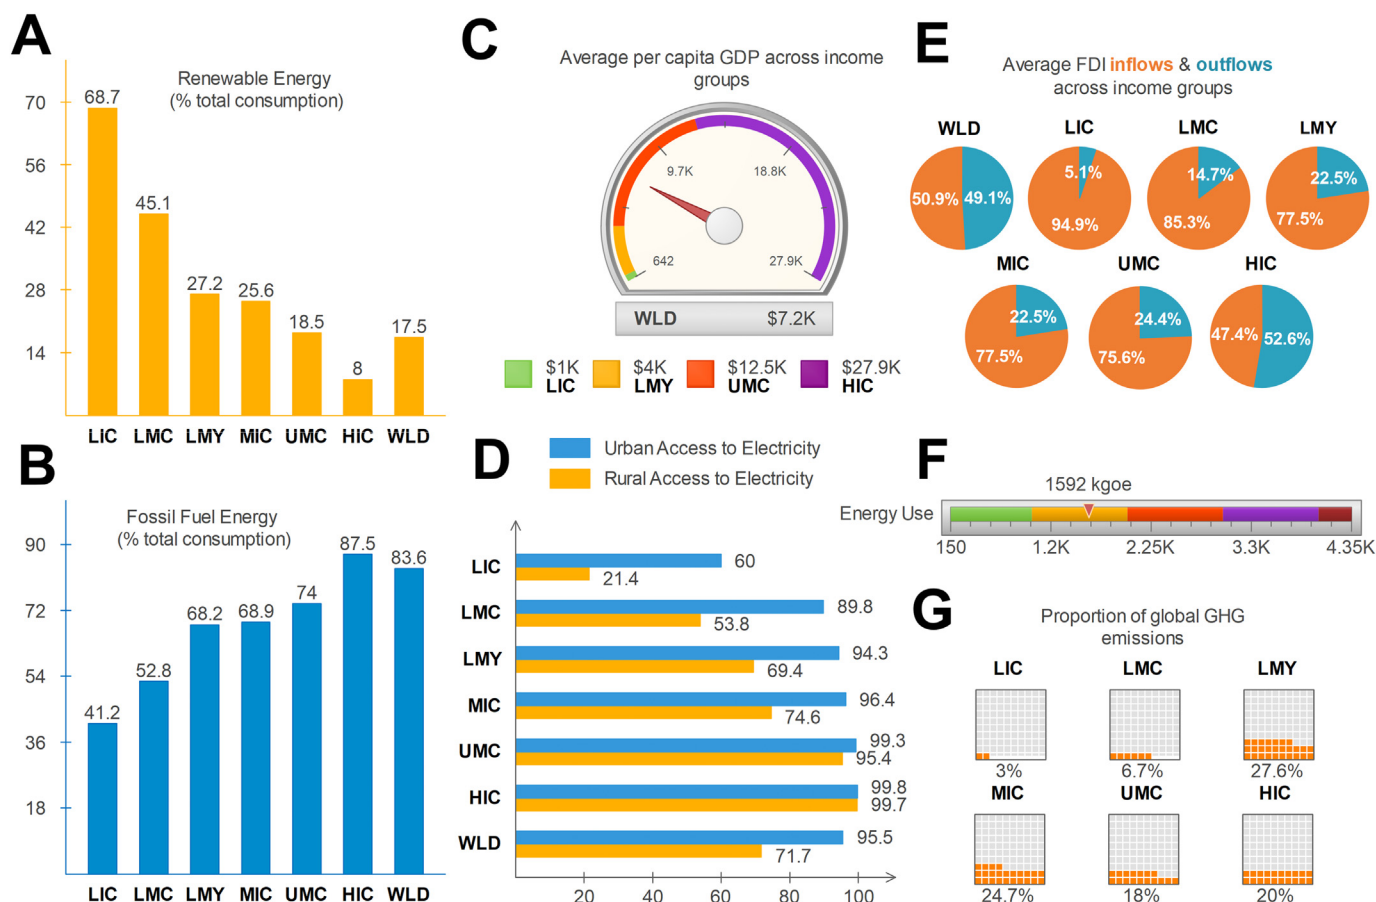 A
Renewable Energy
(% total consumption)
70
56
42
28
14
68.7
45.1
27.2
25.6
18.5
8
17.5
LIC LMC LMY MIC UMC HIC WLD
B
Fossil Fuel Energy
(% total consumption)
90
72
54
36
18
41.2
52.8
68.2
68.9
74
87.5
83.6
LIC LMC LMY MIC UMC HIC WLD
C
Average per capita GDP across income
groups
9.7K 18.8K
642 27.9K
WLD $7.2K
$1K $4K $12.5K $27.9K
LIC LMY UMC HIC
D
Urban Access to Electricity
Rural Access to Electricity
LIC 60
21.4
LMC 89.8
53.8
LMY 94.3
69.4
MIC 96.4
74.6
UMC 99.3
95.4
HIC 99.8
99.7
WLD 95.5
71.7
20 40 60 80 100
E
Average FDI inflows & outflows
across income groups
WLD LIC LMC LMY
50.9% 49.1%
5.1%
94.9%
14.7%
85.3%
22.5%
77.5%
MIC UMC HIC
22.5%
77.5%
24.4%
75.6%
47.4% 52.6%
F
1592 kgoe
Energy Use
150 1.2K 2.25K 3.3K 4.35K
G
Proportion of global GHG
emissions
LIC LMC LMY
3% 6.7% 27.6%
MIC UMC HIC
24.7% 18% 20%